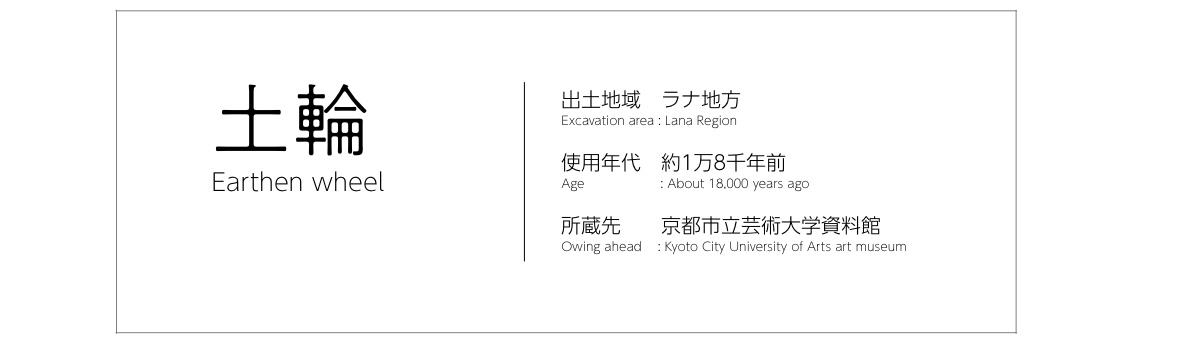 土輪
Earthen wheel
出土地域　ラナ地方
Excavation area : Lana Region
使用年代　約1万8千年前
Age : About 18,000 years ago
所蔵先　京都市立芸術大学資料館
Owing ahead : Kyoto City University of Arts art museum